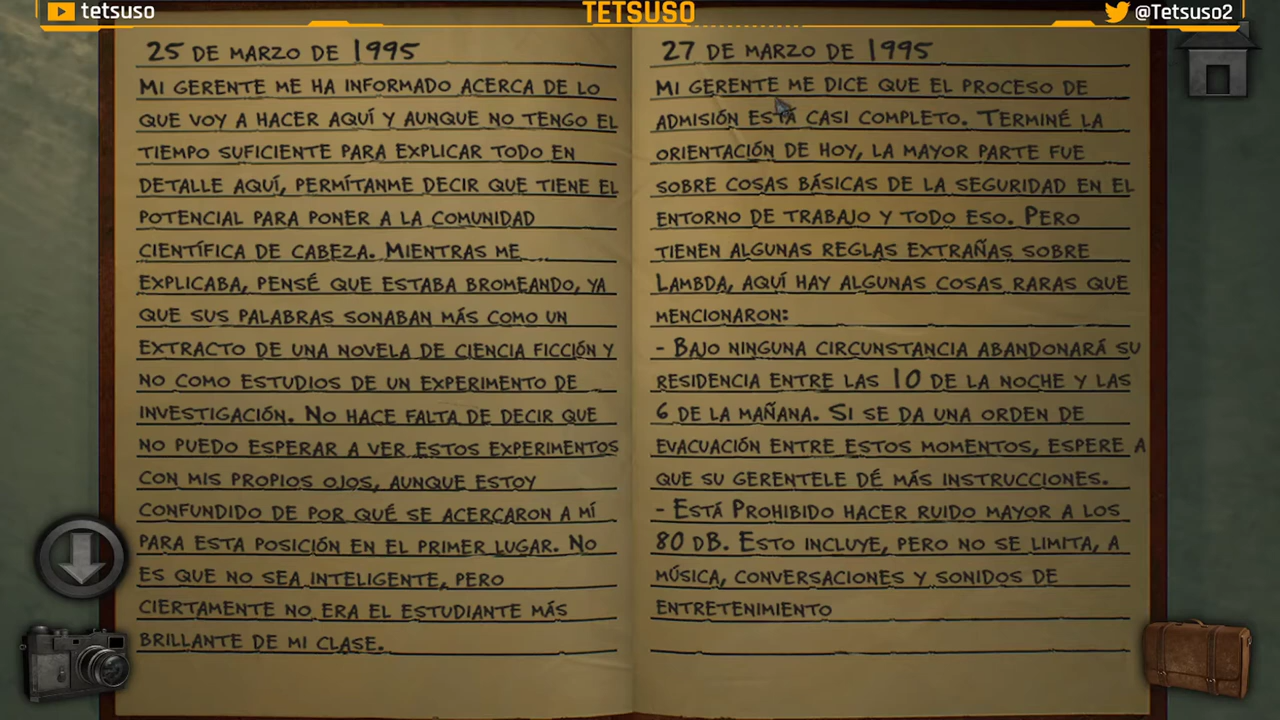 tetsuso
TETSUSO
@Tetsuso2
25 DE MARZO DE 1995
MI GERENTE ME HA INFORMADO ACERCA DE LO
QUE VOY A HACER AQUÍ Y AUNQUE NO TENGO EL
TIEMPO SUFICIENTE PARA EXPLICAR TODO EN
DETALLE AQUÍ, PERMÍTANME DECIR QUE TIENE EL
POTENCIAL PARA PONER A LA COMUNIDAD
CIENTÍFICA DE CABEZA. MIENTRAS ME
EXPLICABA, PENSÉ QUE ESTABA BROMEANDO, YA
QUE SUS PALABRAS SONABAN MÁS COMO UN
EXTRACTO DE UNA NOVELA DE CIENCIA FICCIÓN Y
NO COMO ESTUDIOS DE UN EXPERIMENTO DE
INVESTIGACIÓN. NO HACE FALTA DE DECIR QUE
NO PUEDO ESPERAR A VER ESTOS EXPERIMENTOS
CON MIS PROPIOS OJOS, AUNQUE ESTOY
CONFUNDIDO DE POR QUÉ SE ACERCARON A MÍ
PARA ESTA POSICIÓN EN EL PRIMER LUGAR. NO
ES QUE NO SEA INTELIGENTE, PERO
CIERTAMENTE NO ERA EL ESTUDIANTE MÁS
BRILLANTE DE MI CLASE.
27 DE MARZO DE 1995
MI GERENTE ME DICE QUE EL PROCESO DE
ADMISIÓN ESTÁ CASI COMPLETO. TERMINÉ LA
ORIENTACIÓN DE HOY, LA MAYOR PARTE FUE
SOBRE COSAS BÁSICAS DE LA SEGURIDAD EN EL
ENTORNO DE TRABAJO Y TODO ESO. PERO
TIENEN ALGUNAS REGLAS EXTRAÑAS SOBRE
LAMBDA, AQUÍ HAY ALGUNAS COSAS RARAS QUE
MENCIONARON:
- BAJO NINGUNA CIRCUNSTANCIA ABANDONARÁ SU
RESIDENCIA ENTRE LAS 10 DE LA NOCHE Y LAS
6 DE LA MAÑANA. SI SE DA UNA ORDEN DE
EVACUACIÓN ENTRE ESTOS MOMENTOS, ESPERE A
QUE SU GERENTELE DÉ MÁS INSTRUCCIONES.
- ESTÁ PROHIBIDO HACER RUIDO MAYOR A LOS
80 DB. ESTO INCLUYE, PERO NO SE LIMITA, A
MÚSICA, CONVERSACIONES Y SONIDOS DE
ENTRETENIMIENTO